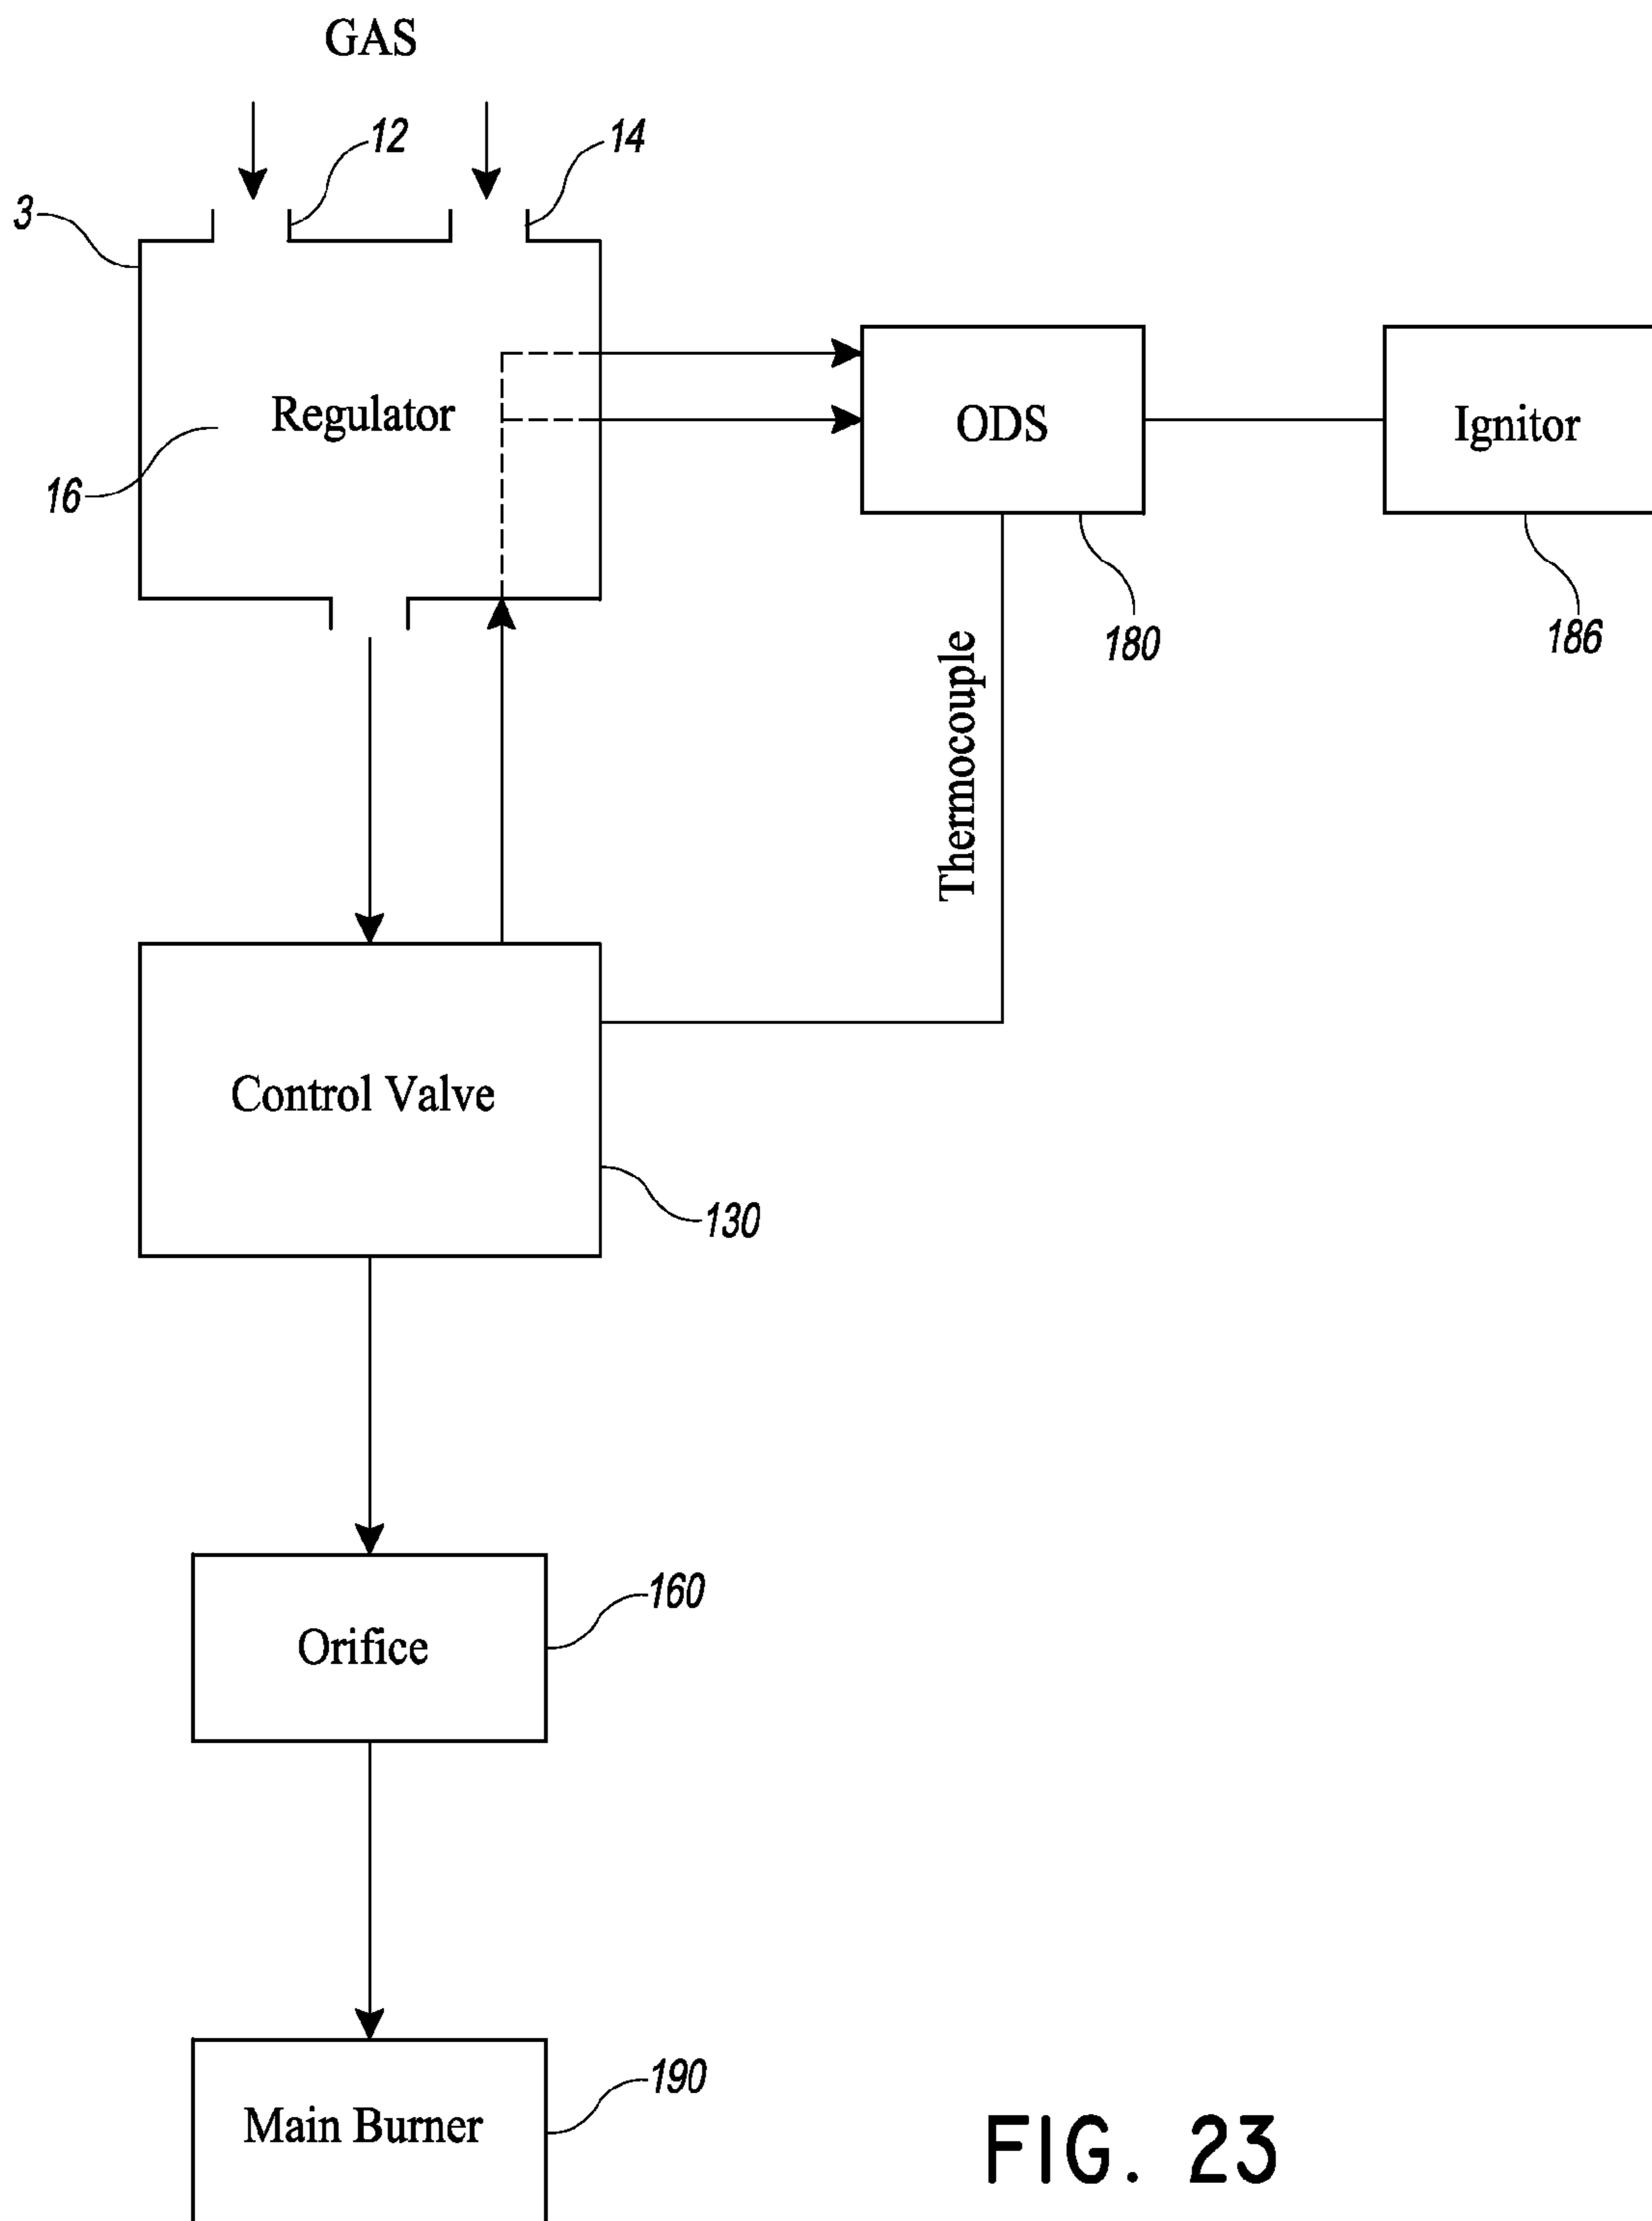 GAS
12
14
3
Regulator
ODS
Ignitor
16
180
186
Thermocouple
Control Valve
130
160
Orifice
190
Main Burner
FIG. 23